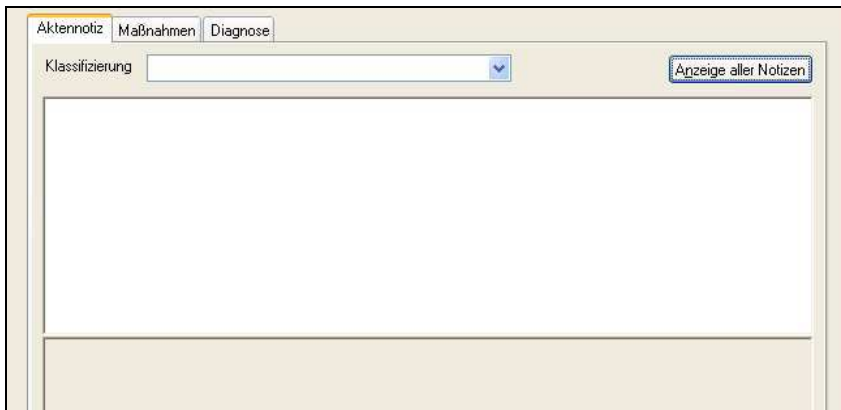 Aktennotiz Maßnahmen Diagnose
Klassifizierung Anzeige aller Notizen